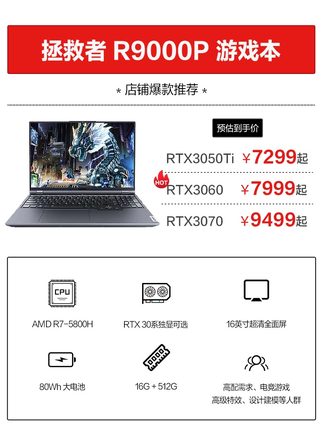 拯救者 R9000P 游戏本
* 店铺爆款推荐 *
预估到手价
RTX3050Ti ￥7299起
HOT
RTX3060 ￥7999起
RTX3070 ￥9499起
CPU
AMD R7-5800H
RTX 30系独显可选
16英寸超清全面屏
80Wh 大电池
16G + 512G
高配需求、电竞游戏
高级特效、设计建模等人群